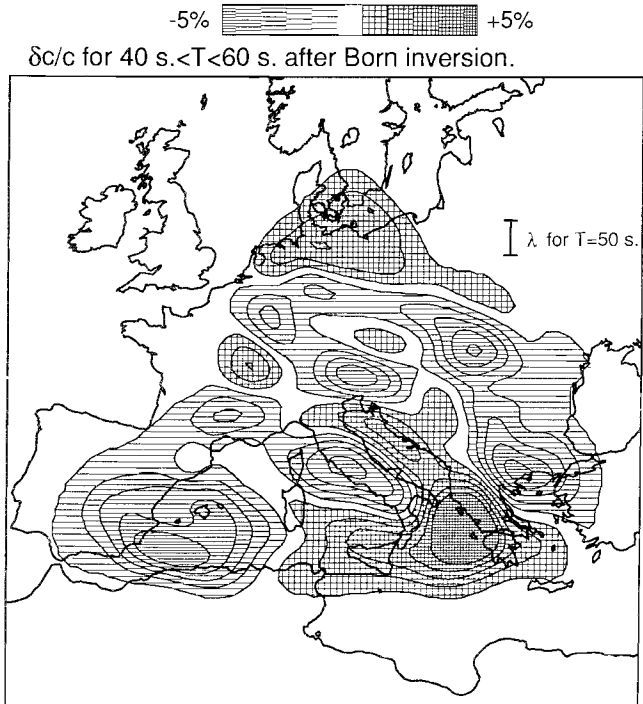 -5% +5%
δc/c for 40 s.<T<60 s. after Born inversion.
λ for T=50 s.